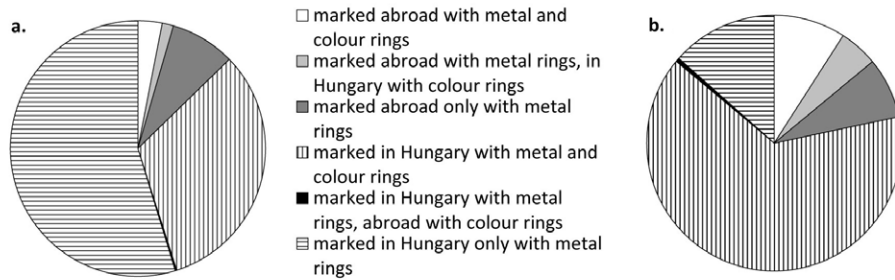 a.
marked abroad with metal and
colour rings
marked abroad with metal rings, in
Hungary with colour rings
marked abroad only with metal
rings
marked in Hungary with metal and
colour rings
marked in Hungary with metal
rings, abroad with colour rings
marked in Hungary only with metal
rings
b.